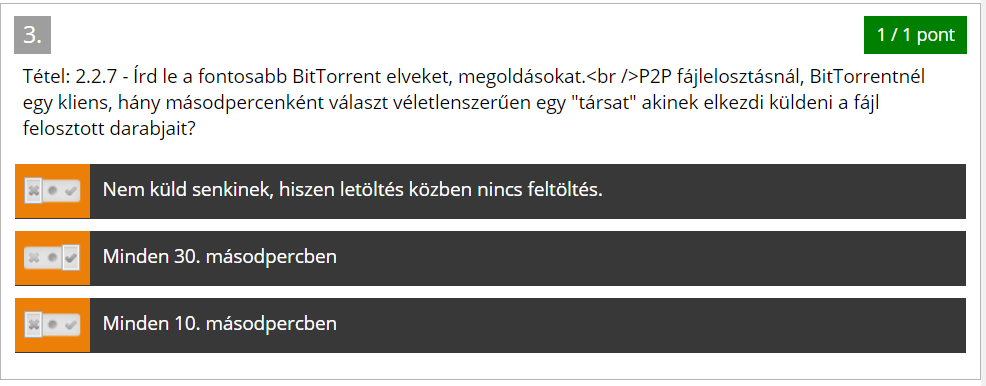 3.
1 / 1 pont
Tétel: 2.2.7 - Írd le a fontosabb BitTorrent elveket, megoldásokat.<br />P2P fájlelosztásnál, BitTorrentnél
egy kliens, hány másodpercenként választ véletlenszerűen egy "társat" akinek elkezdi küldeni a fájl
felosztott darabjait?
Nem küld senkinek, hiszen letöltés közben nincs feltöltés.
Minden 30. másodpercben
Minden 10. másodpercben